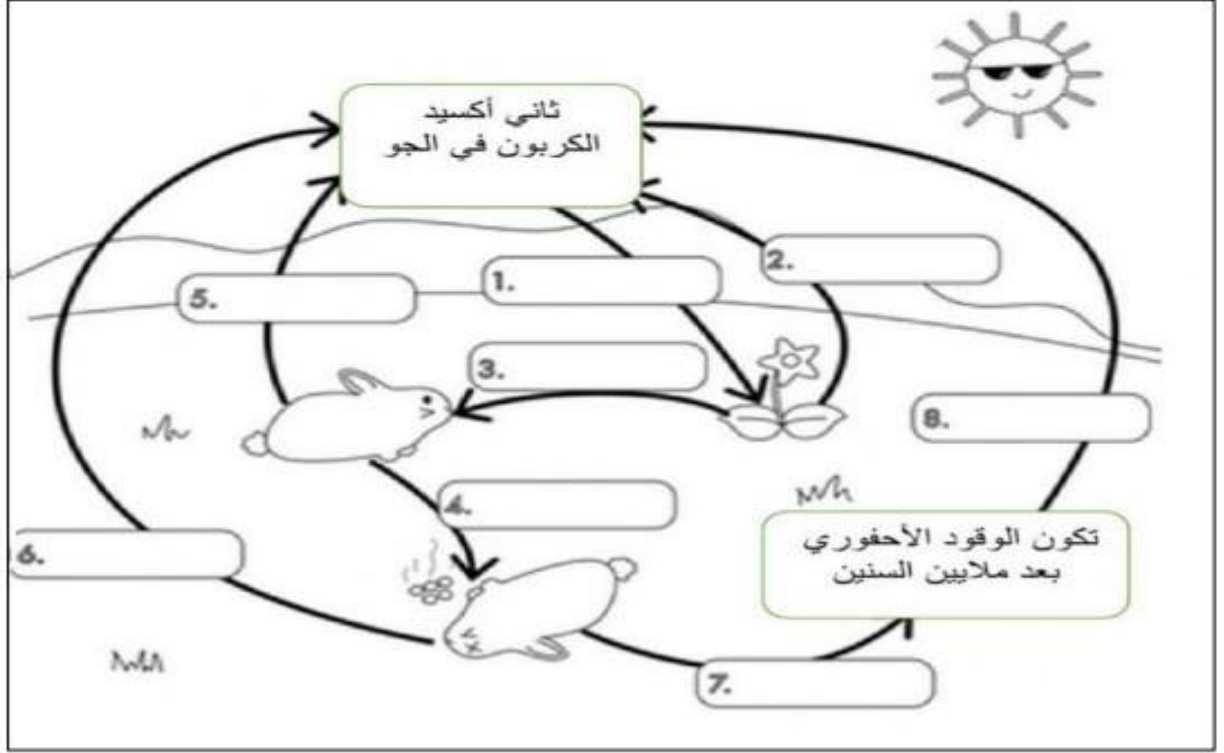 ثاني أكسيد
الكربون في الجو
2.
1.
5.
3.
8.
4.
تكون الوقود الأحفوري
بعد ملايين السنين
6.
7.